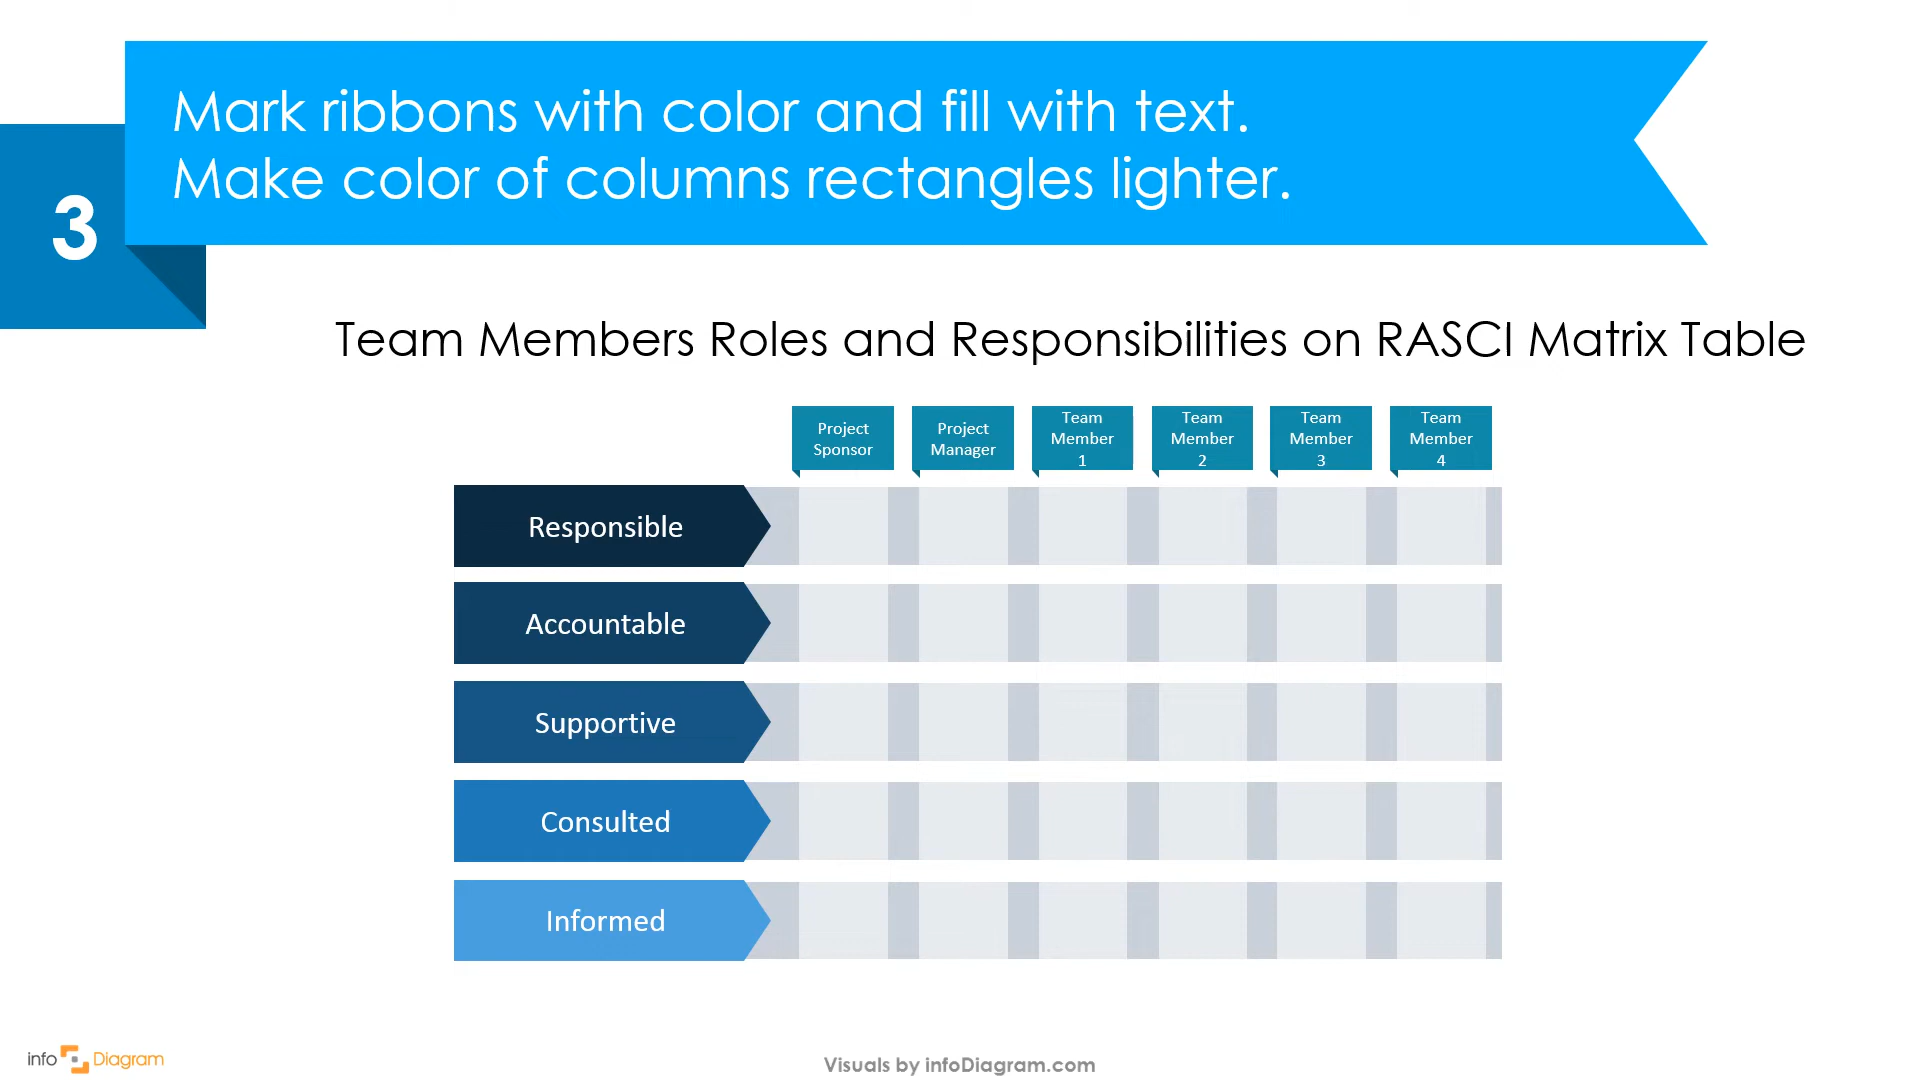 Mark ribbons with color and fill with text.
Make color of columns rectangles lighter.
3
Team Members Roles and Responsibilities on RASCI Matrix Table
Project
Sponsor
Project
Manager
Team
Member
1
Team
Member
2
Team
Member
3
Team
Member
4
Responsible
Accountable
Supportive
Consulted
Informed
info Diagram
Visuals by infoDiagram.com